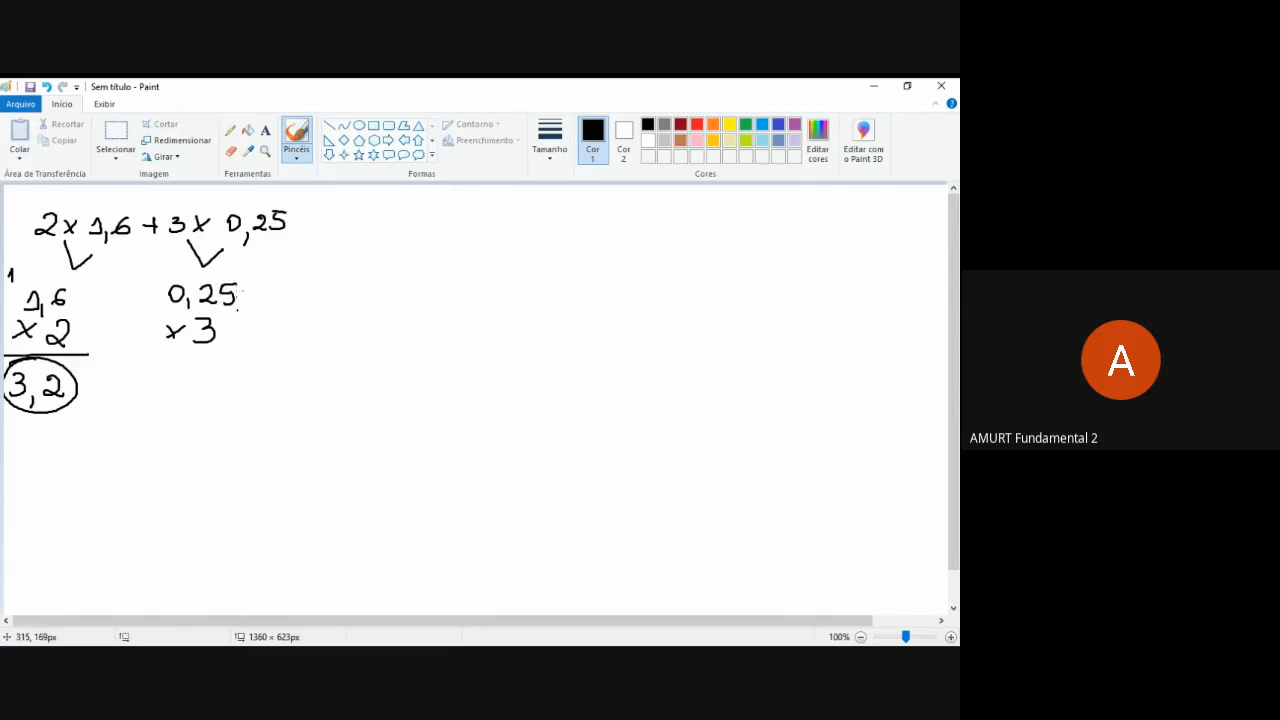 Sem título - Paint
Arquivo Início Exibir
Colar Recortar Copiar Selecionar Cortar Redimensionar Girar Pincéis Contorno Preenchimento Tamanho Cor 1 Cor 2 Editar cores Editar com o Paint 3D
Área de Transferência Imagem Ferramentas Formas Cores
2 x 1,6 + 3 x 0,25
1
1,6 0,25
x 2 x 3
3,2
A
AMURT Fundamental 2
315, 169px 1360 × 623px 100%